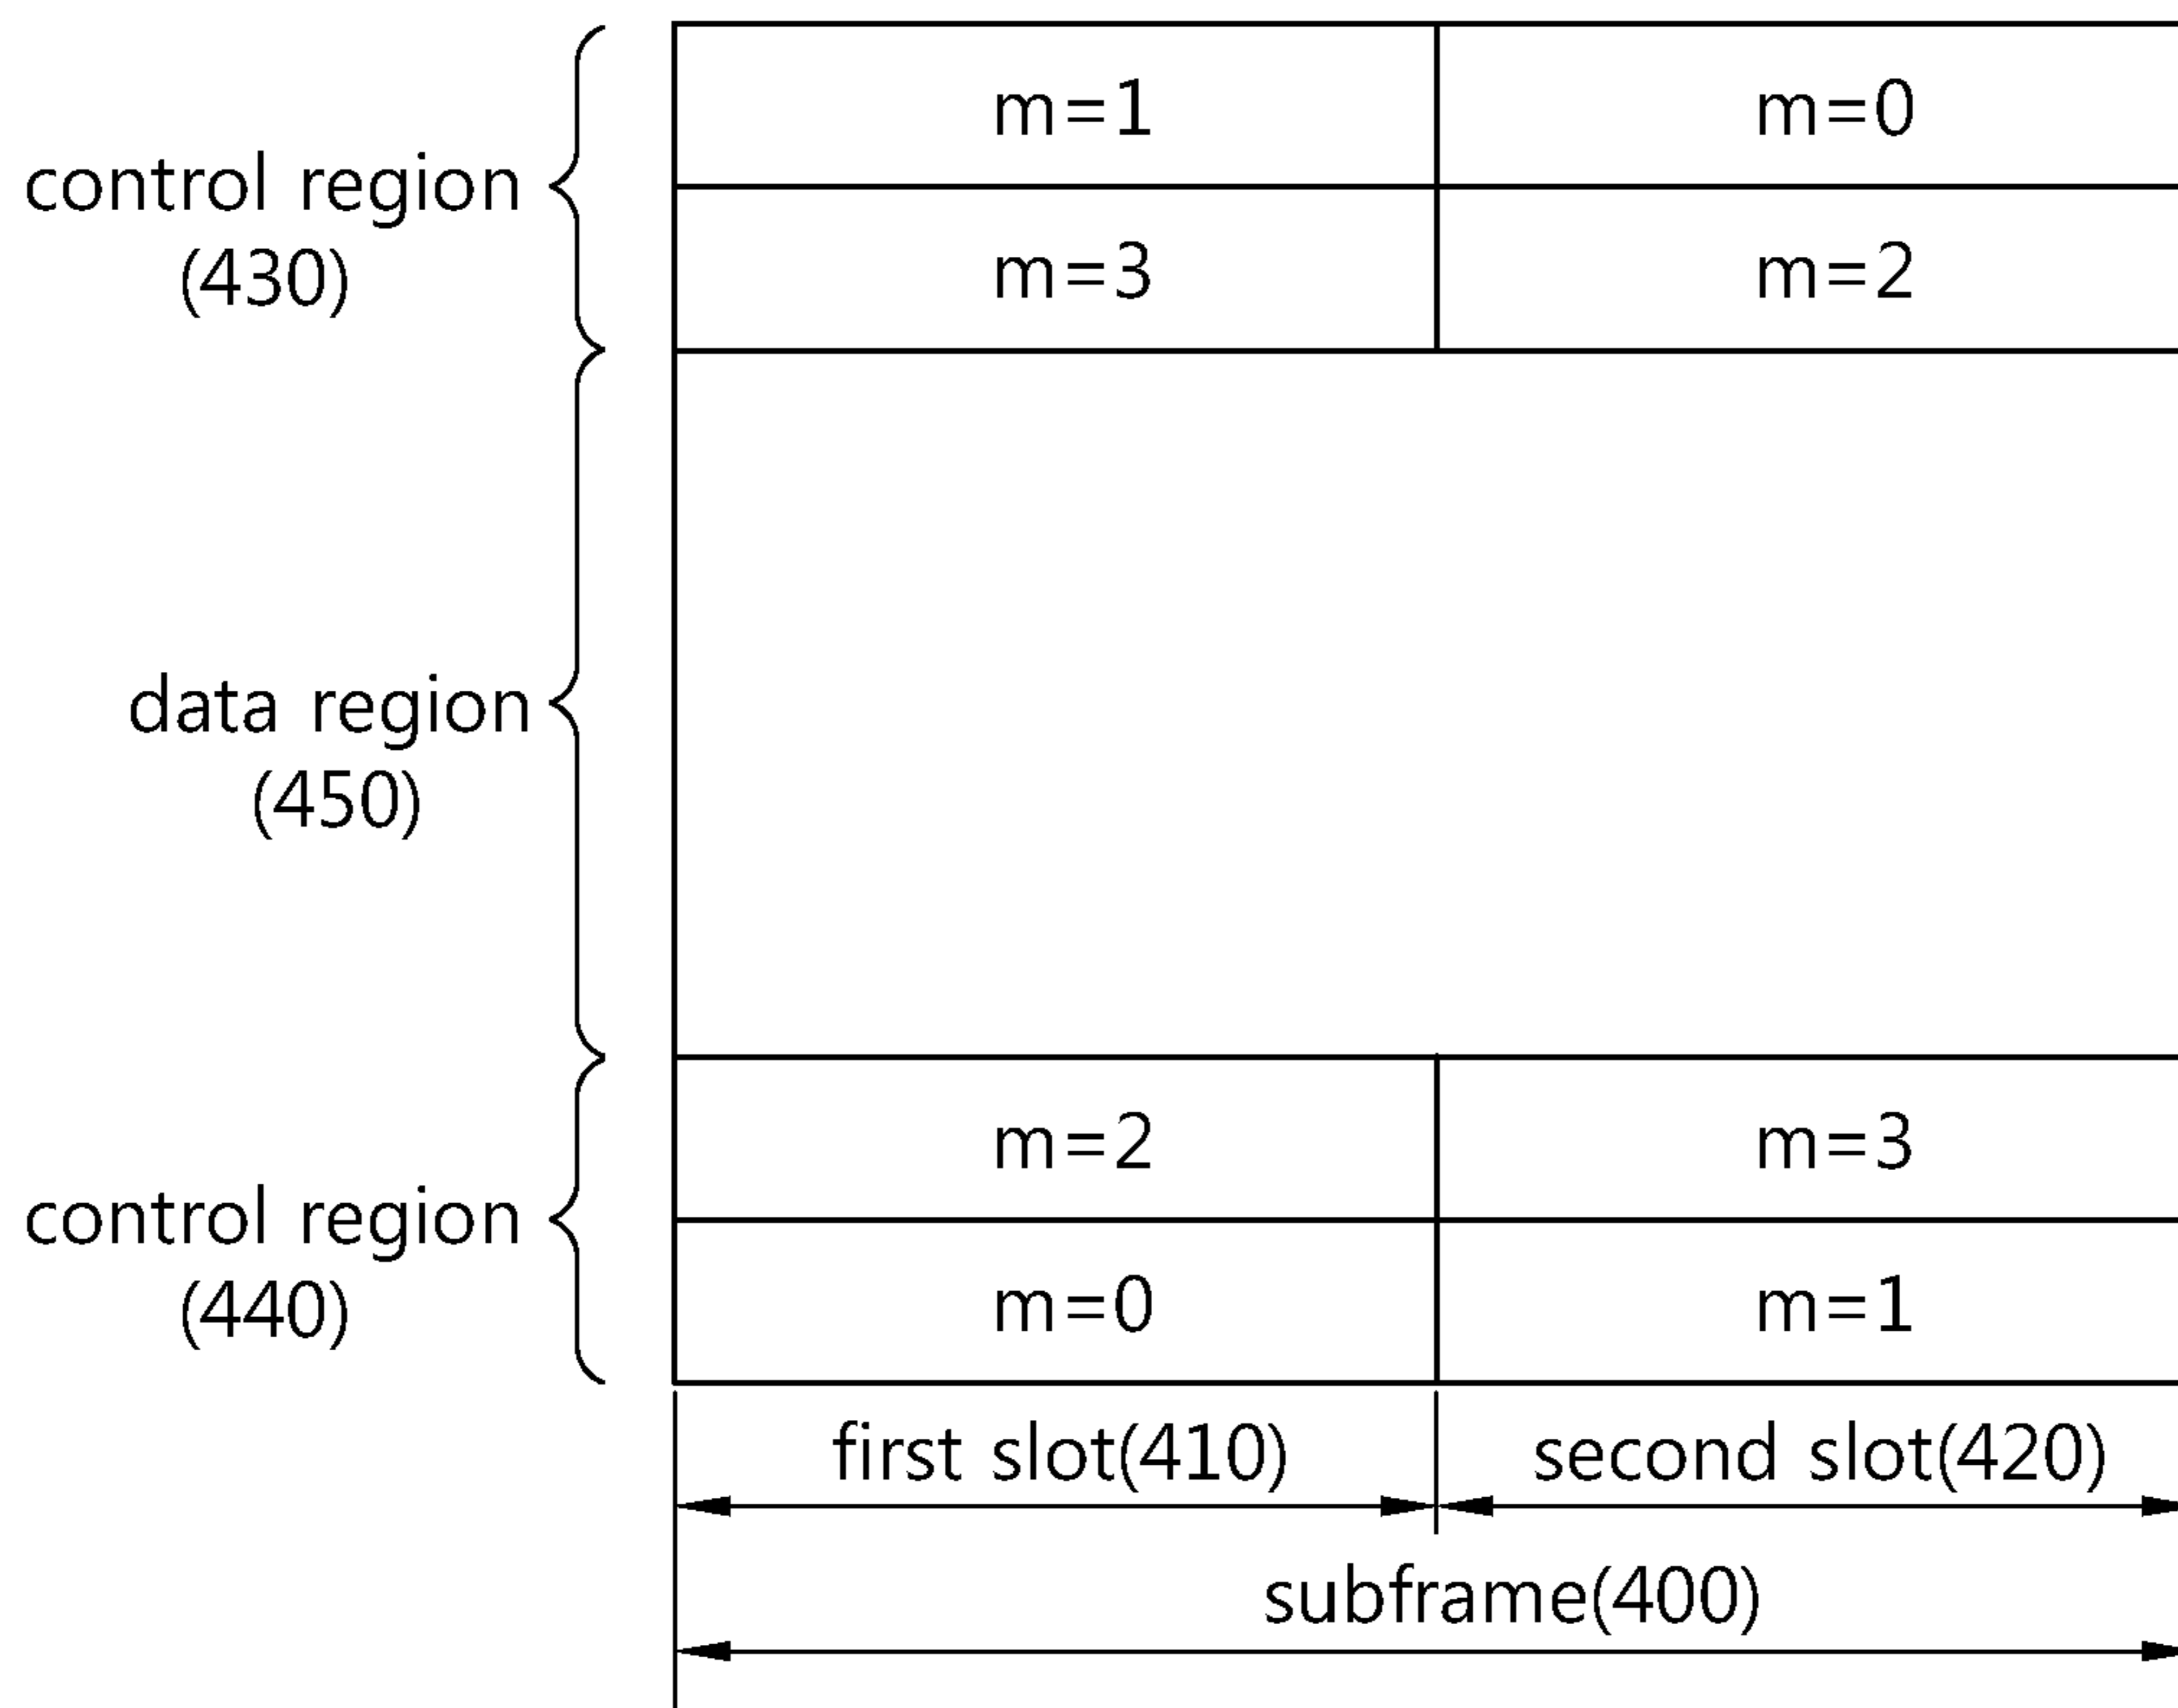 m=1
m=0
control region
(430)
m=3
m=2
data region
(450)
m=2
m=3
control region
(440)
m=0
m=1
first slot(410)
second slot(420)
subframe(400)